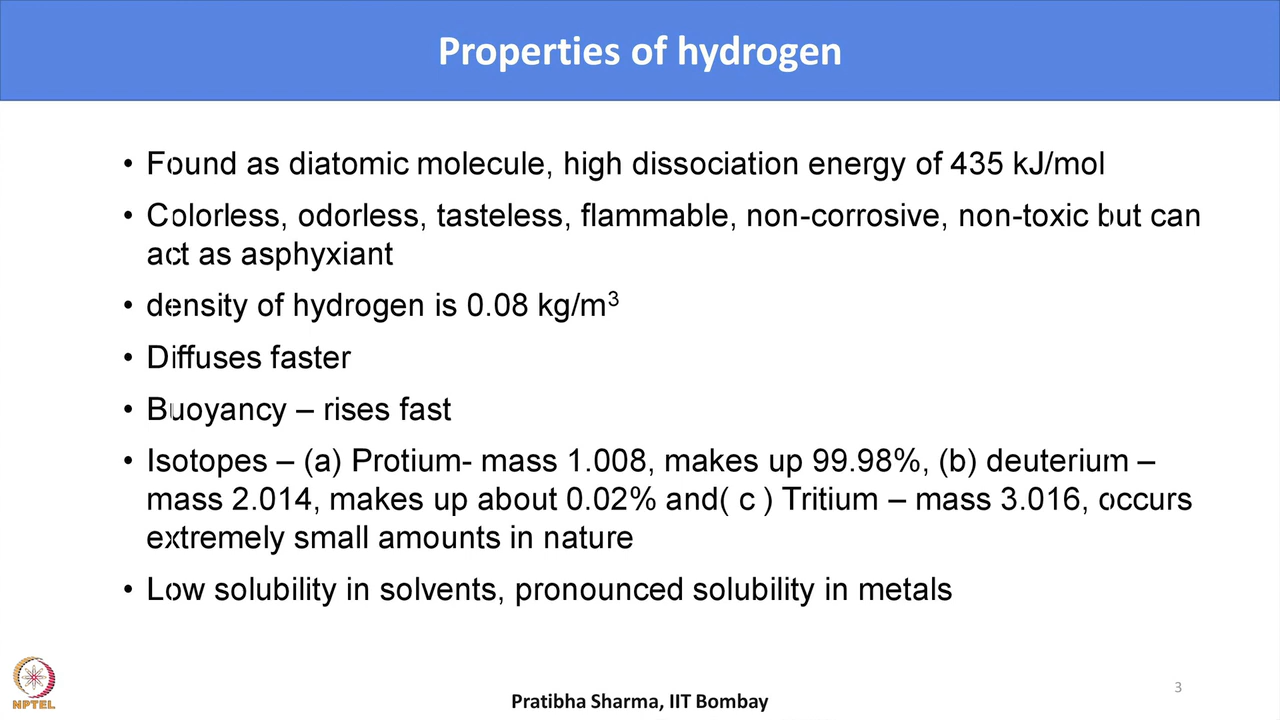 Properties of hydrogen
• Found as diatomic molecule, high dissociation energy of 435 kJ/mol
• Colorless, odorless, tasteless, flammable, non-corrosive, non-toxic but can
act as asphyxiant
• density of hydrogen is 0.08 kg/m³
• Diffuses faster
• Buoyancy – rises fast
• Isotopes – (a) Protium- mass 1.008, makes up 99.98%, (b) deuterium –
mass 2.014, makes up about 0.02% and( c ) Tritium – mass 3.016, occurs
extremely small amounts in nature
• Low solubility in solvents, pronounced solubility in metals
NPTEL
Pratibha Sharma, IIT Bombay
3